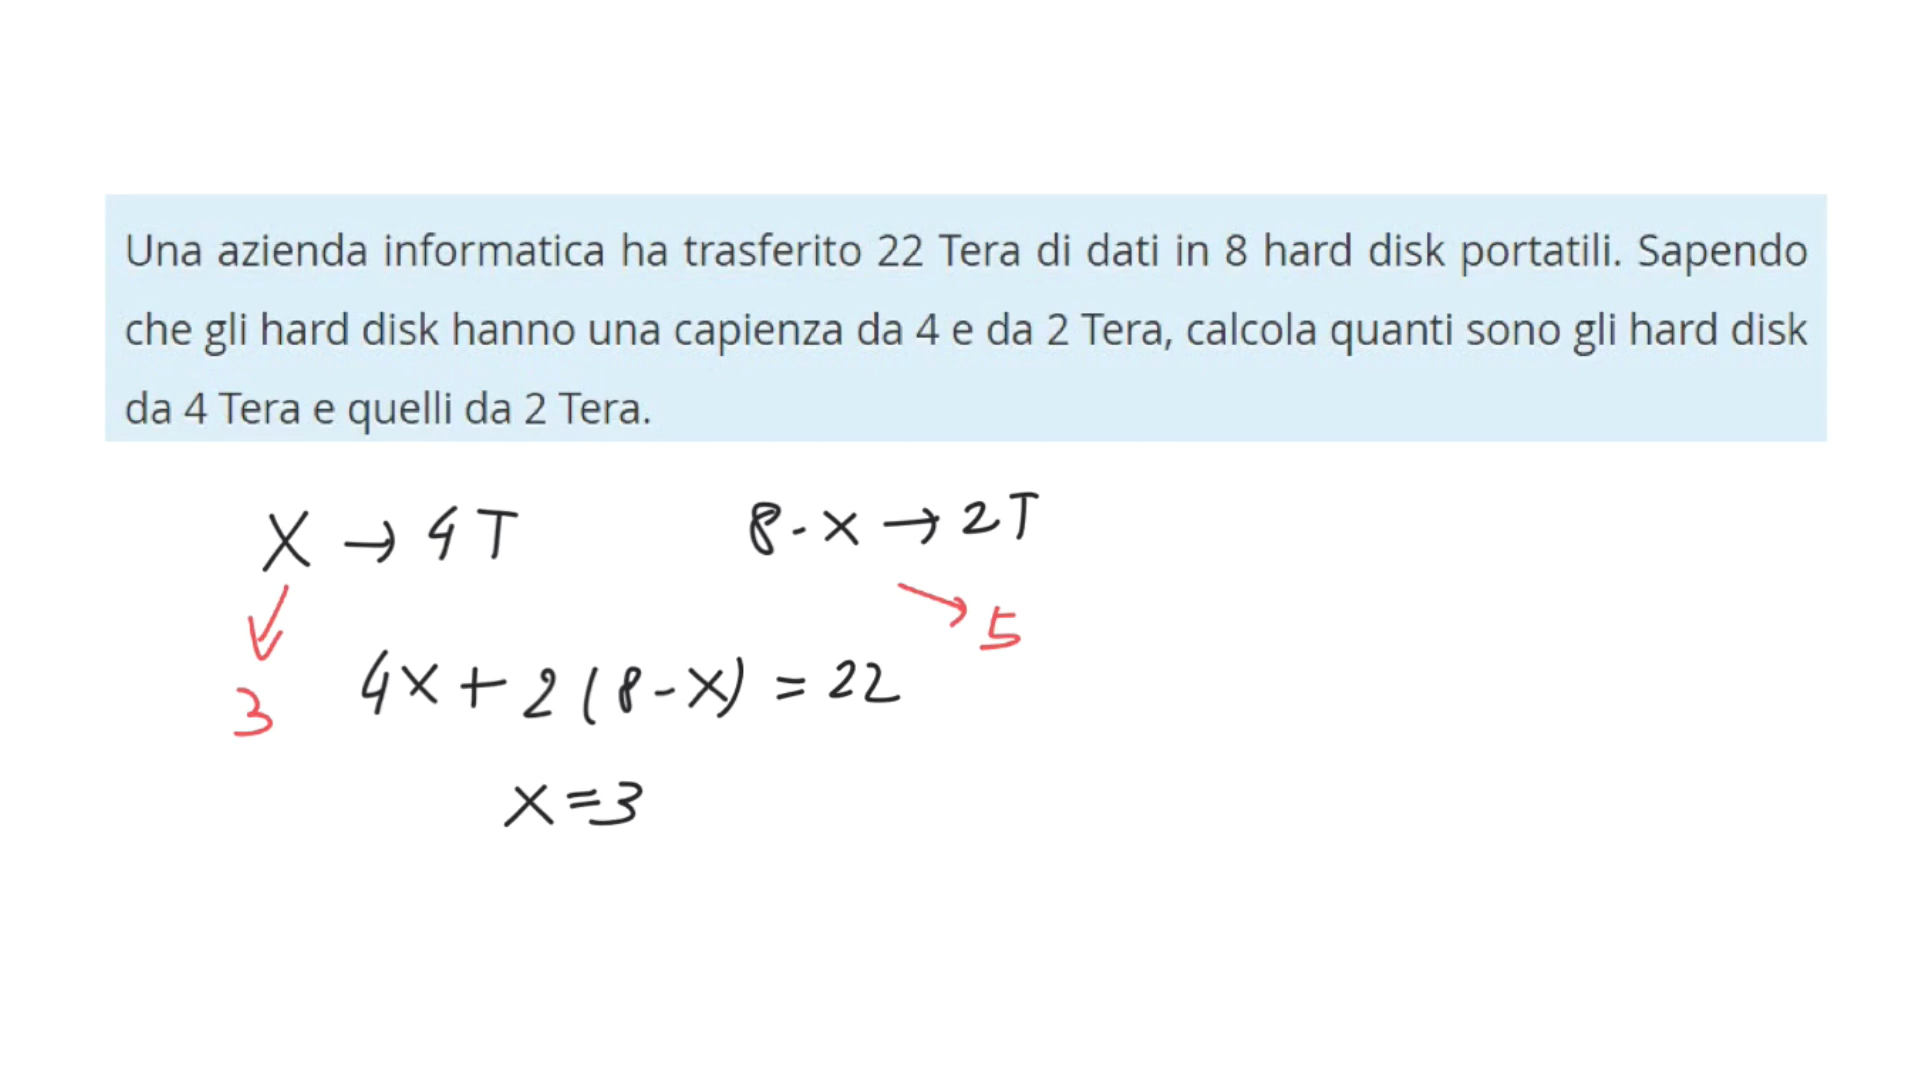 Una azienda informatica ha trasferito 22 Tera di dati in 8 hard disk portatili. Sapendo
che gli hard disk hanno una capienza da 4 e da 2 Tera, calcola quanti sono gli hard disk
da 4 Tera e quelli da 2 Tera.
X → 4T
8-x → 2T
5
3
4x + 2(8-x) = 22
x = 3